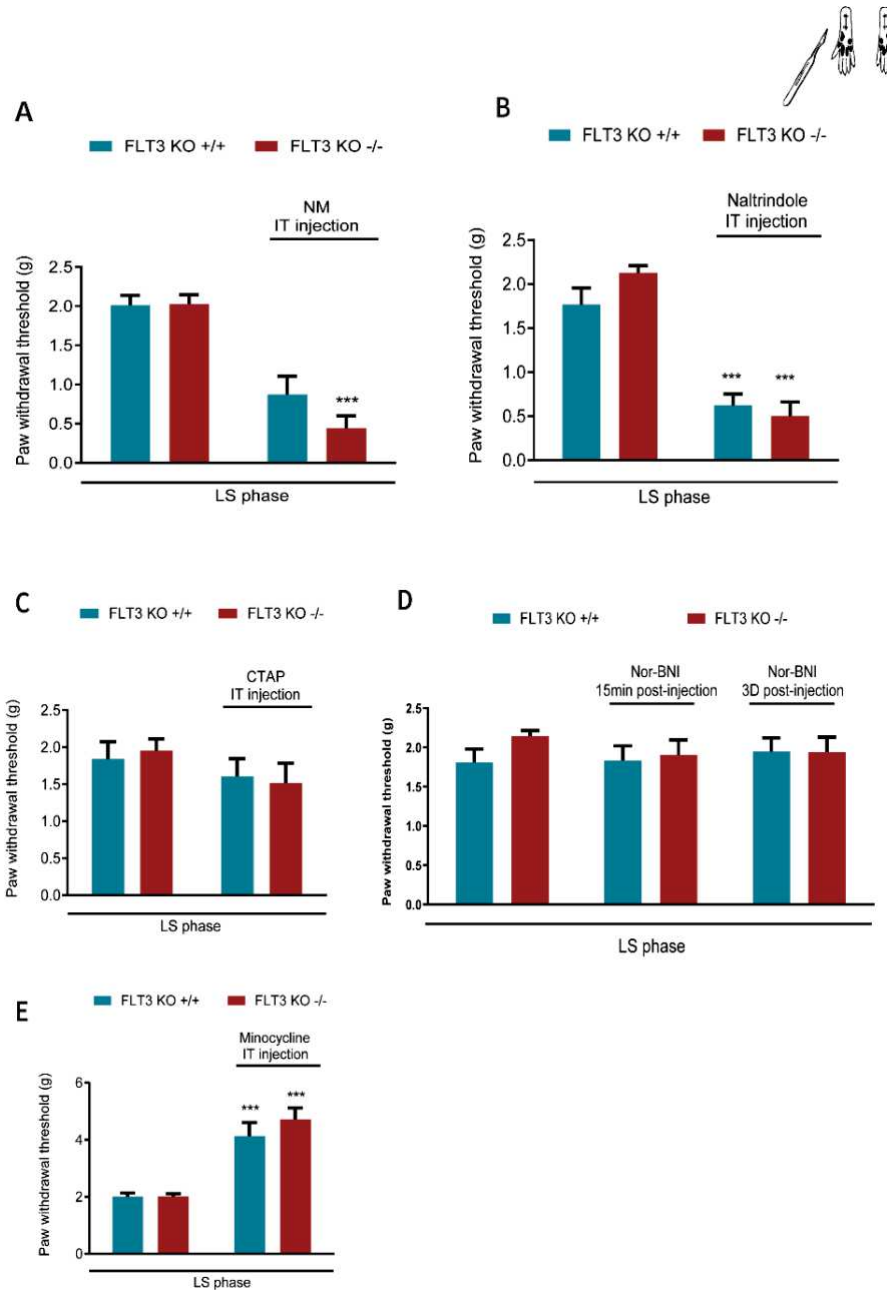 A
FLT3 KO +/+ FLT3 KO -/-
NM
IT injection
Paw withdrawal threshold (g)
2.5
2.0
1.5
1.0
0.5
0.0
***
LS phase
B
FLT3 KO +/+ FLT3 KO -/-
Naltrindole
IT injection
Paw withdrawal threshold (g)
2.5
2.0
1.5
1.0
0.5
0.0
*** ***
LS phase
C
FLT3 KO +/+ FLT3 KO -/-
CTAP
IT injection
Paw withdrawal threshold (g)
2.5
2.0
1.5
1.0
0.5
0.0
LS phase
D
FLT3 KO +/+ FLT3 KO -/-
Nor-BNI
15min post-injection
Nor-BNI
3D post-injection
Paw withdrawal threshold (g)
2.5
2.0
1.5
1.0
0.5
0.0
LS phase
E
FLT3 KO +/+ FLT3 KO -/-
Minocycline
IT injection
Paw withdrawal threshold (g)
6
4
2
0
*** ***
LS phase